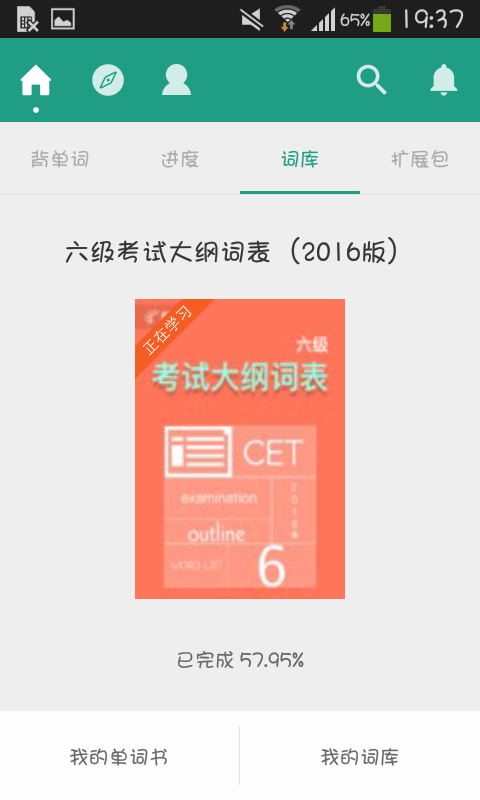 65%
19:37
背单词
进度
词库
扩展包
六级考试大纲词表（2016版）
正在学习
六级
考试大纲词表
CET
examination
outline
WORD LIST
6
已完成 57.95%
我的单词书
我的词库